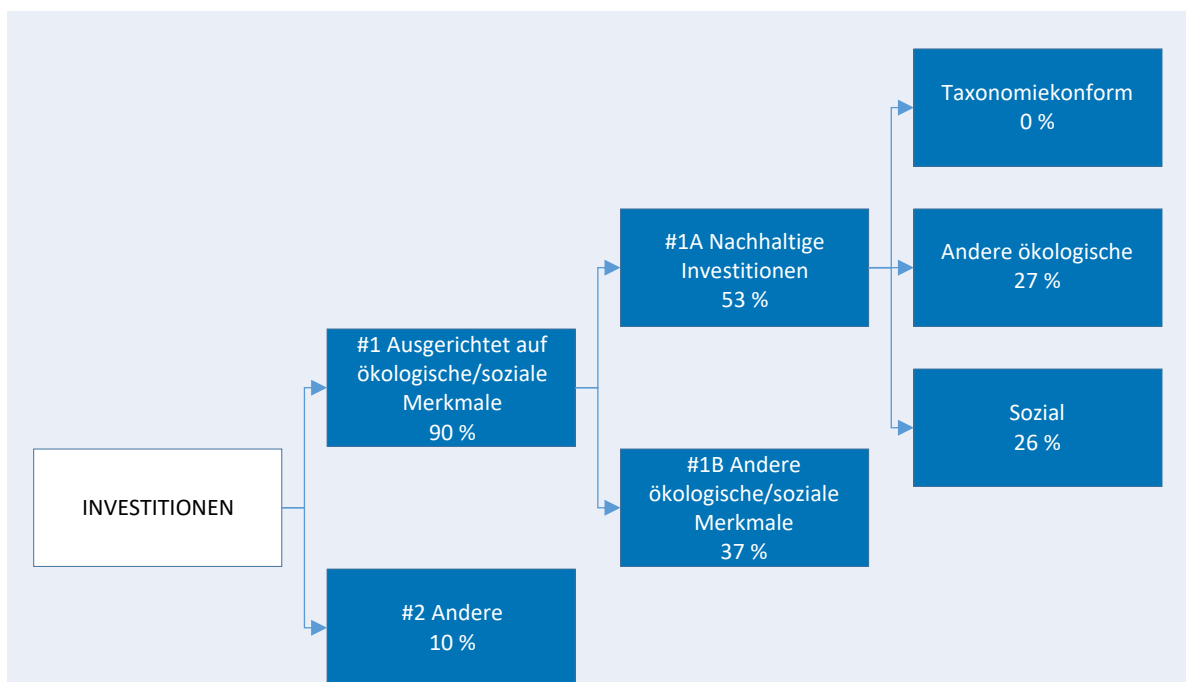 INVESTITIONEN
#1 Ausgerichtet auf
ökologische/soziale
Merkmale
90 %
#2 Andere
10 %
#1A Nachhaltige
Investitionen
53 %
#1B Andere
ökologische/soziale
Merkmale
37 %
Taxonomiekonform
0 %
Andere ökologische
27 %
Sozial
26 %